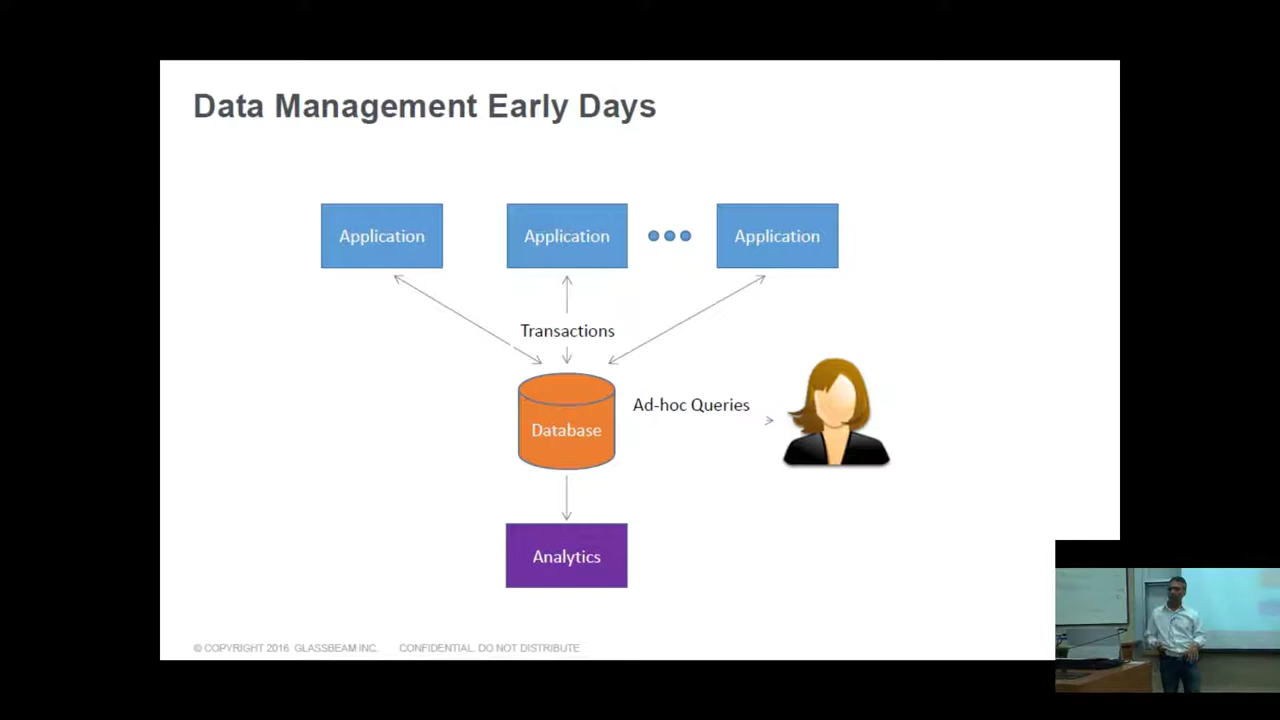 Data Management Early Days
Application
Application
Application
Transactions
Ad-hoc Queries
Database
Analytics
© COPYRIGHT 2016 GLASSBEAM INC. CONFIDENTIAL. DO NOT DISTRIBUTE